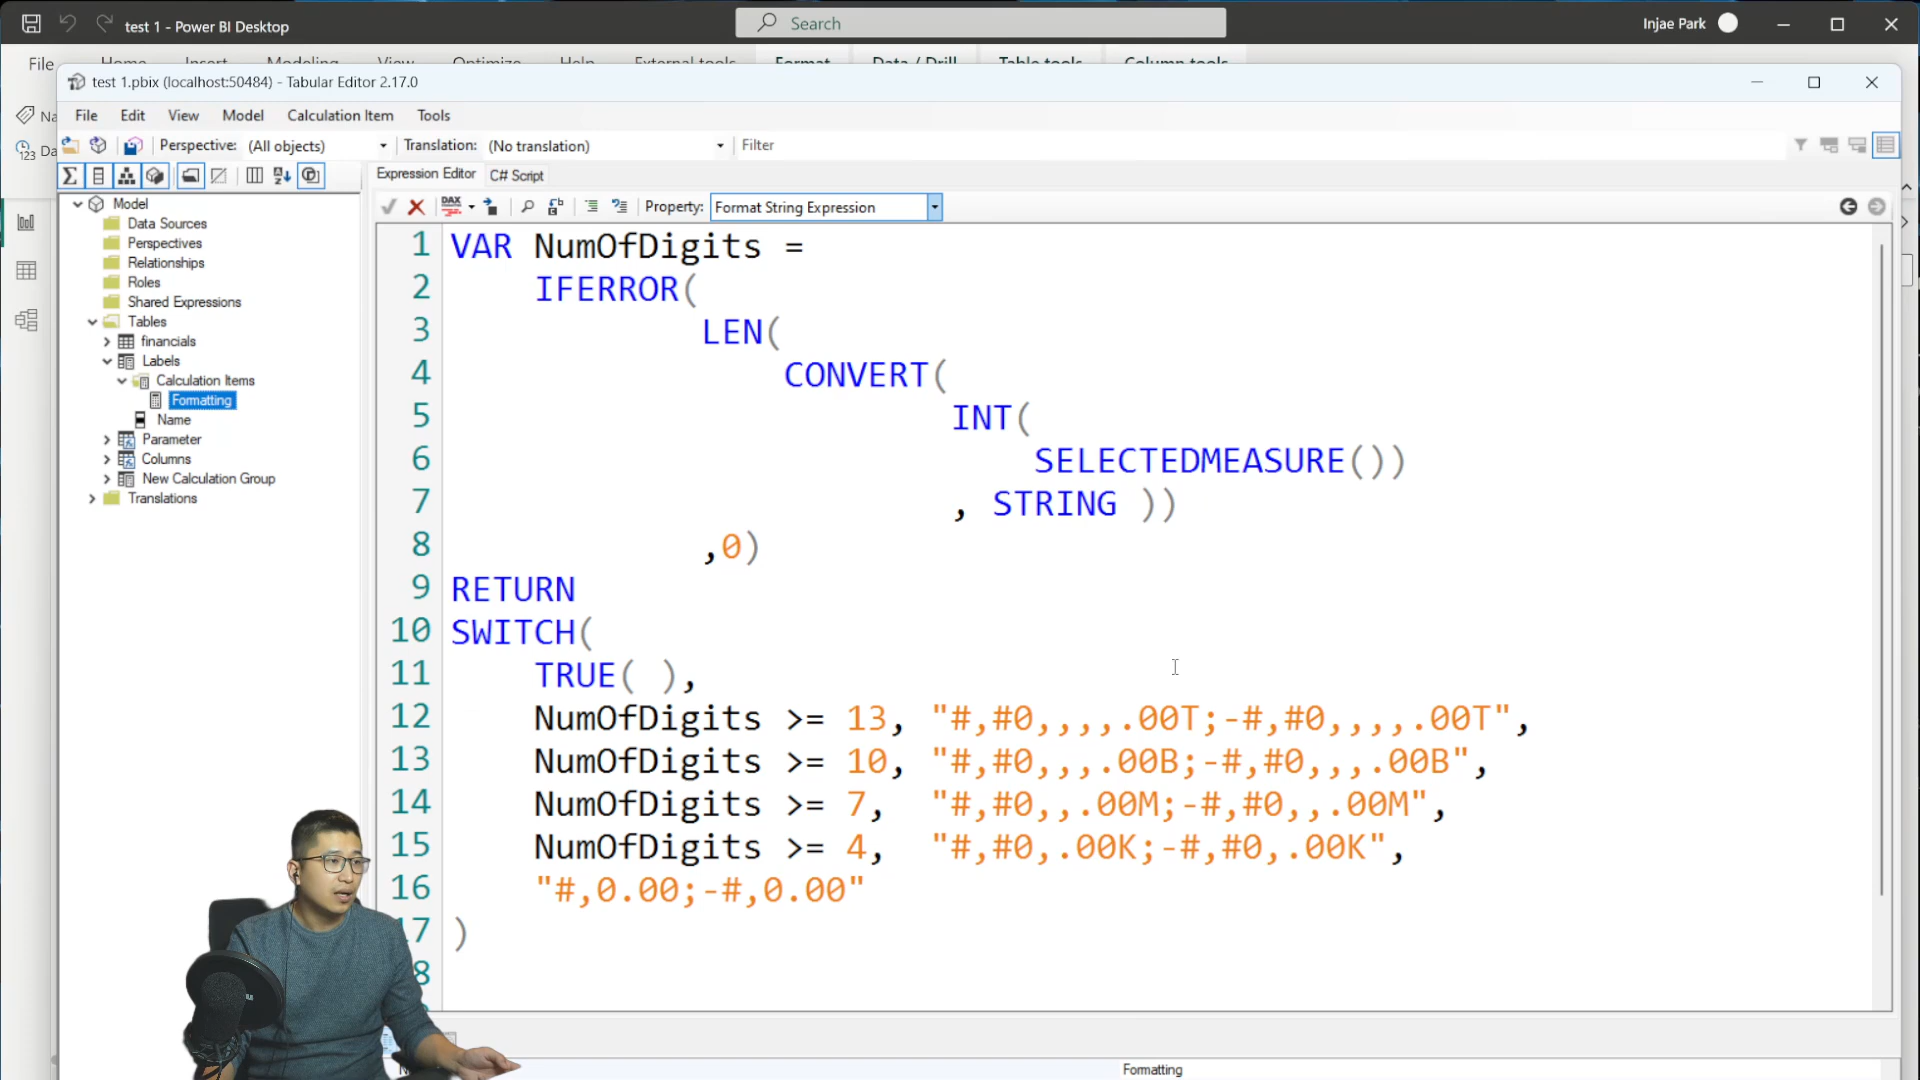 test 1 - Power BI Desktop
Search
Injae Park
File Home Insert Modeling View Optimize Help External tools Format Data / Drill Table tools Column tools
test 1.pbix (localhost:50484) - Tabular Editor 2.17.0
Na
File Edit View Model Calculation Item Tools
123 Da
Perspective: (All objects) Translation: (No translation) Filter
Expression Editor C# Script
DAX Property: Format String Expression
Model
Data Sources
Perspectives
Relationships
Roles
Shared Expressions
Tables
financials
Labels
Calculation Items
Formatting
Name
Parameter
Columns
New Calculation Group
Translations
1 VAR NumOfDigits =
2 IFERROR(
3 LEN(
4 CONVERT(
5 INT(
6 SELECTEDMEASURE())
7 , STRING ))
8 ,0)
9 RETURN
10 SWITCH(
11 TRUE( ),
12 NumOfDigits >= 13, "#,#0,,,,.00T;-#,#0,,,,.00T",
13 NumOfDigits >= 10, "#,#0,,,.00B;-#,#0,,,.00B",
14 NumOfDigits >= 7, "#,#0,,.00M;-#,#0,,.00M",
15 NumOfDigits >= 4, "#,#0,.00K;-#,#0,.00K",
16 "#,0.00;-#,0.00"
17 )
8
Formatting